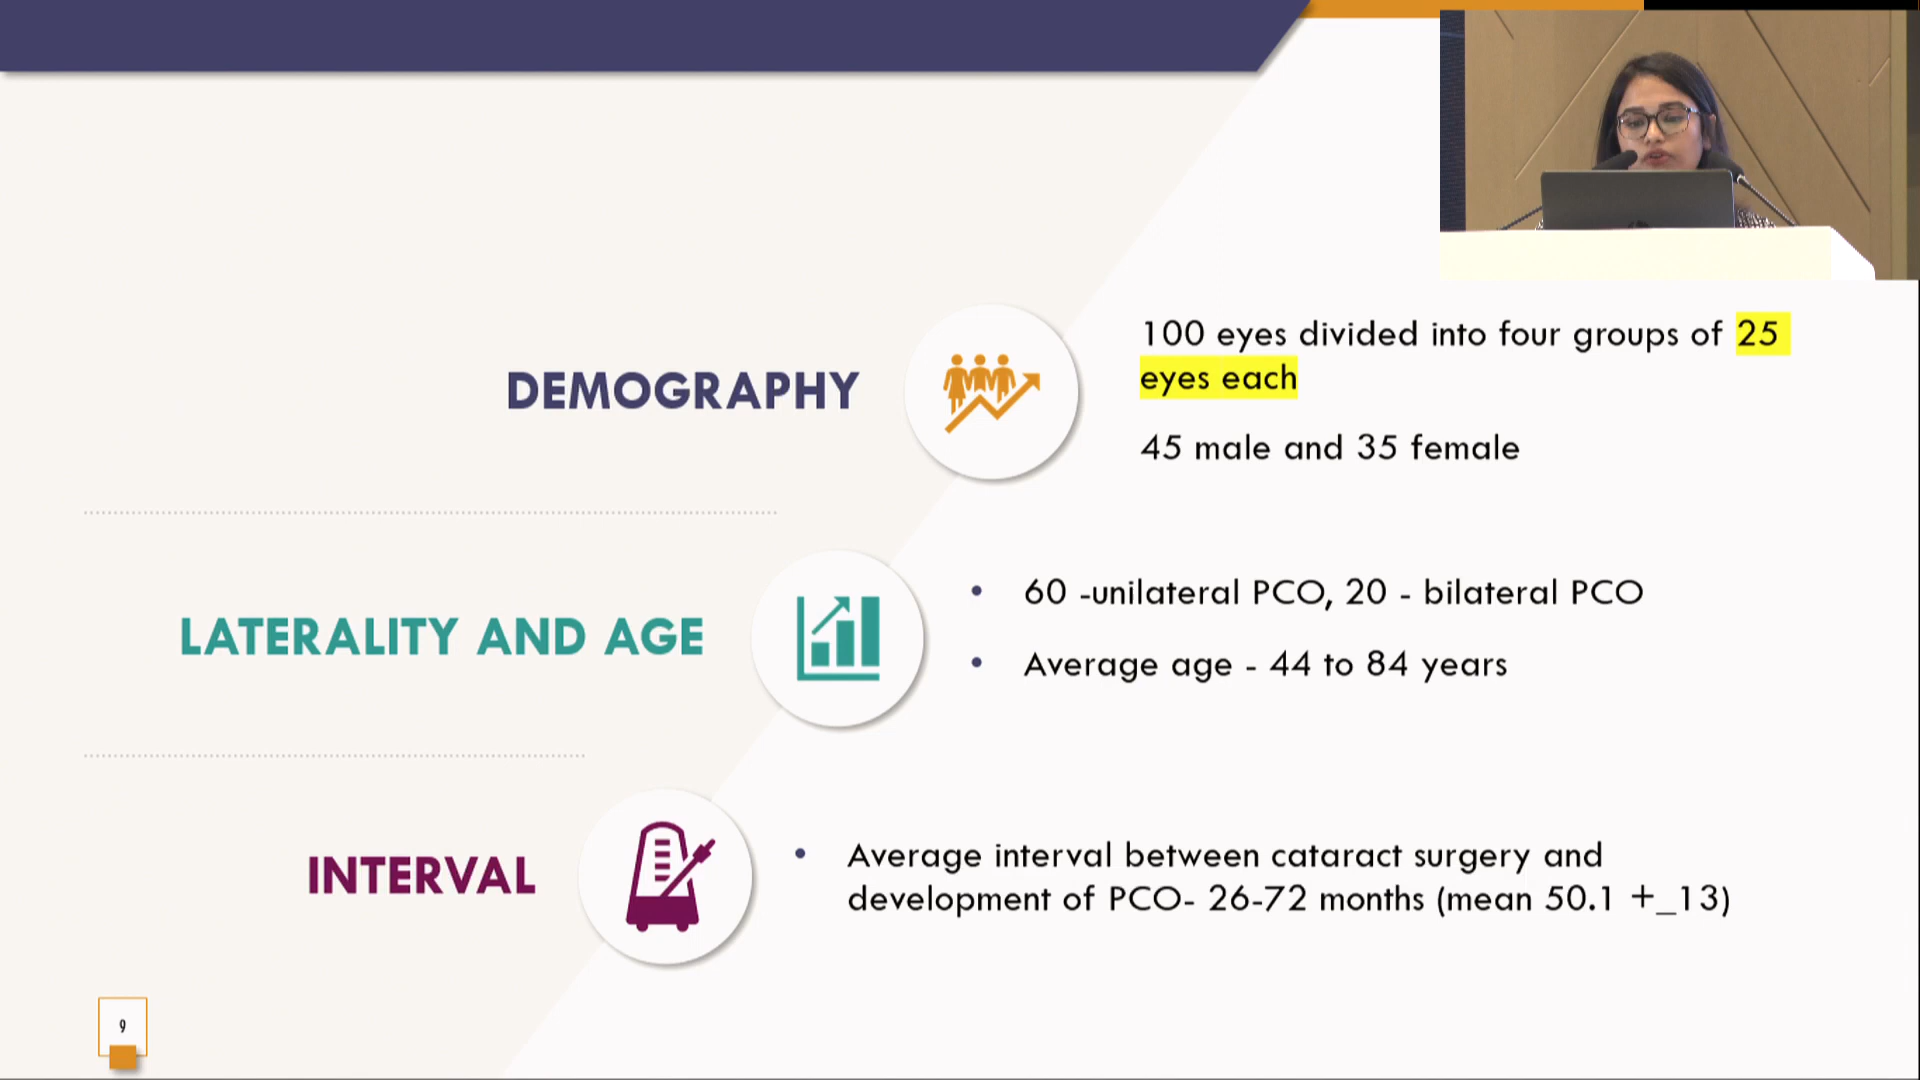 DEMOGRAPHY
100 eyes divided into four groups of 25
eyes each
45 male and 35 female
LATERALITY AND AGE
• 60 -unilateral PCO, 20 - bilateral PCO
• Average age - 44 to 84 years
INTERVAL
• Average interval between cataract surgery and
development of PCO- 26-72 months (mean 50.1 +_13)
9